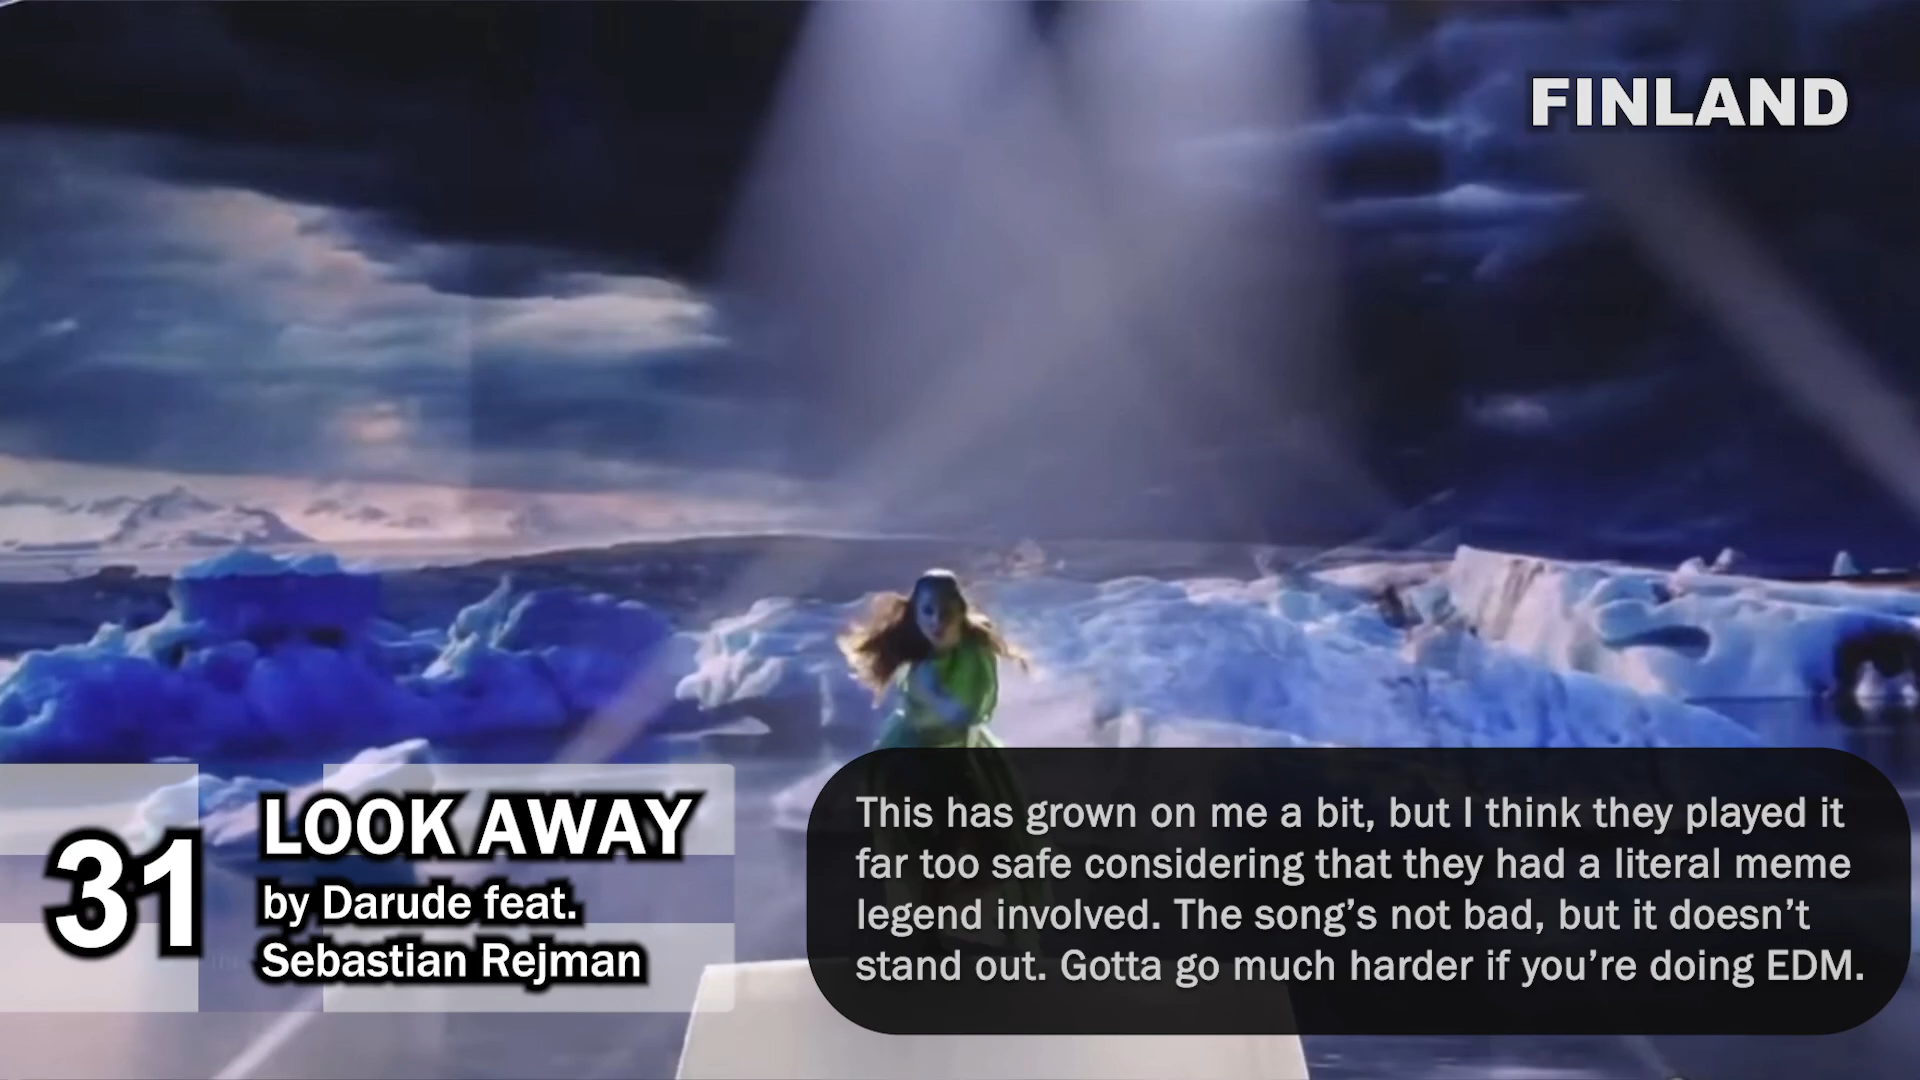 FINLAND
31
LOOK AWAY
by Darude feat.
Sebastian Rejman
This has grown on me a bit, but I think they played it
far too safe considering that they had a literal meme
legend involved. The song’s not bad, but it doesn’t
stand out. Gotta go much harder if you’re doing EDM.